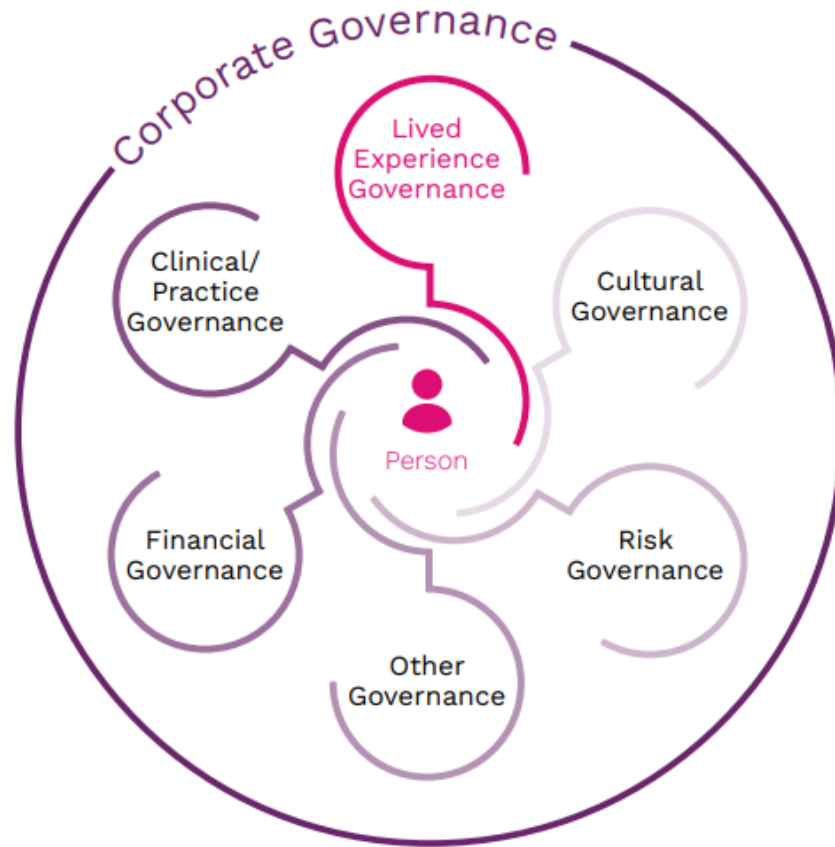 Corporate Governance
Lived
Experience
Governance
Cultural
Governance
Risk
Governance
Other
Governance
Financial
Governance
Clinical/
Practice
Governance
Person